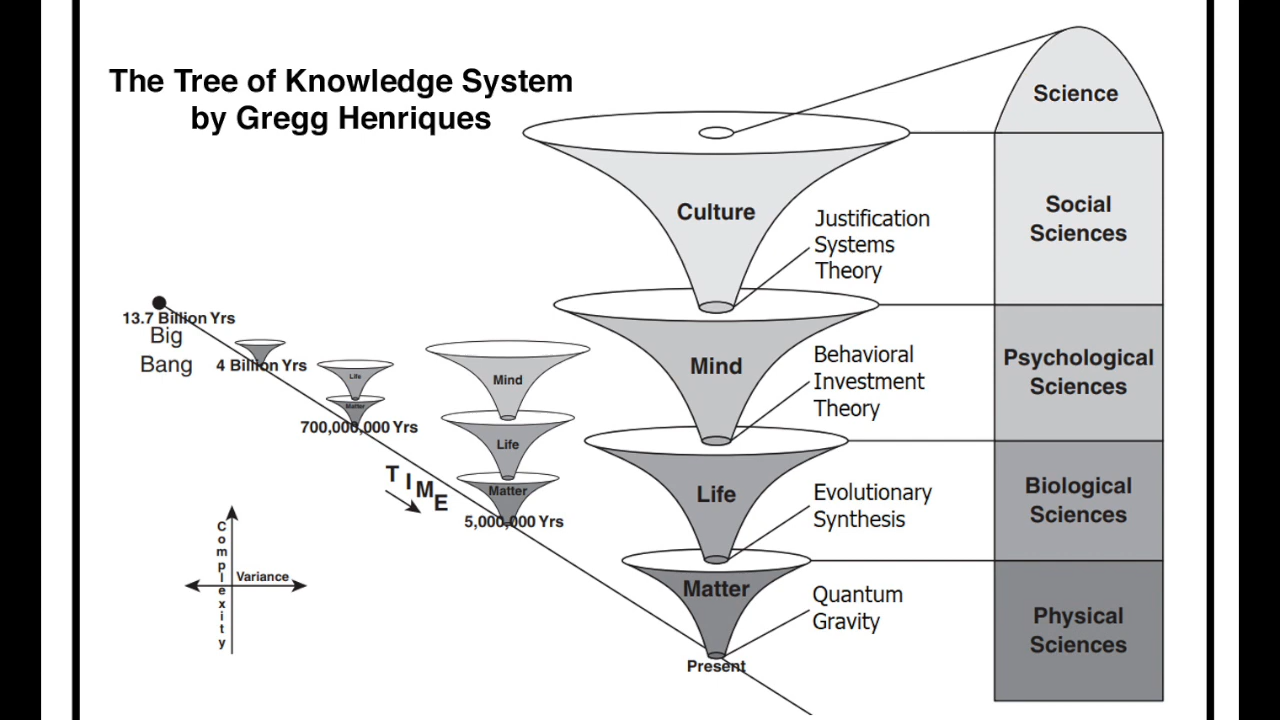 The Tree of Knowledge System
by Gregg Henriques
Science
Culture
Social
Sciences
Justification
Systems
Theory
13.7 Billion Yrs
Big
Bang
4 Billion Yrs
Life
Matter
700,000,000 Yrs
Mind
Life
Matter
5,000,000 Yrs
TIME
Mind
Psychological
Sciences
Behavioral
Investment
Theory
Life
Biological
Sciences
Evolutionary
Synthesis
Complexity
Variance
Matter
Physical
Sciences
Quantum
Gravity
Present